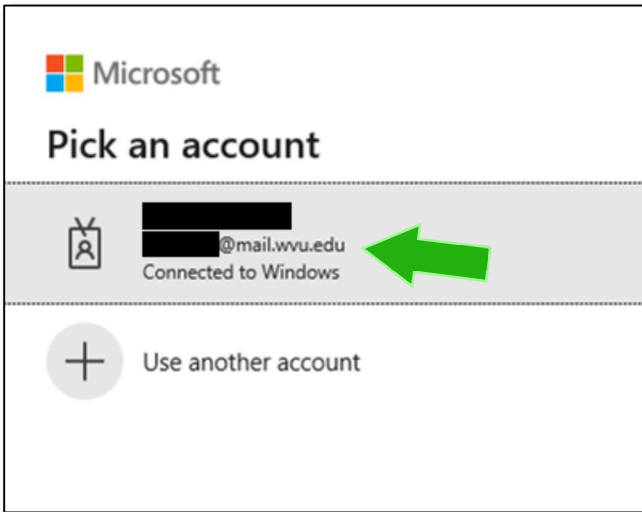 Microsoft
Pick an account
@mail.wvu.edu
Connected to Windows
Use another account